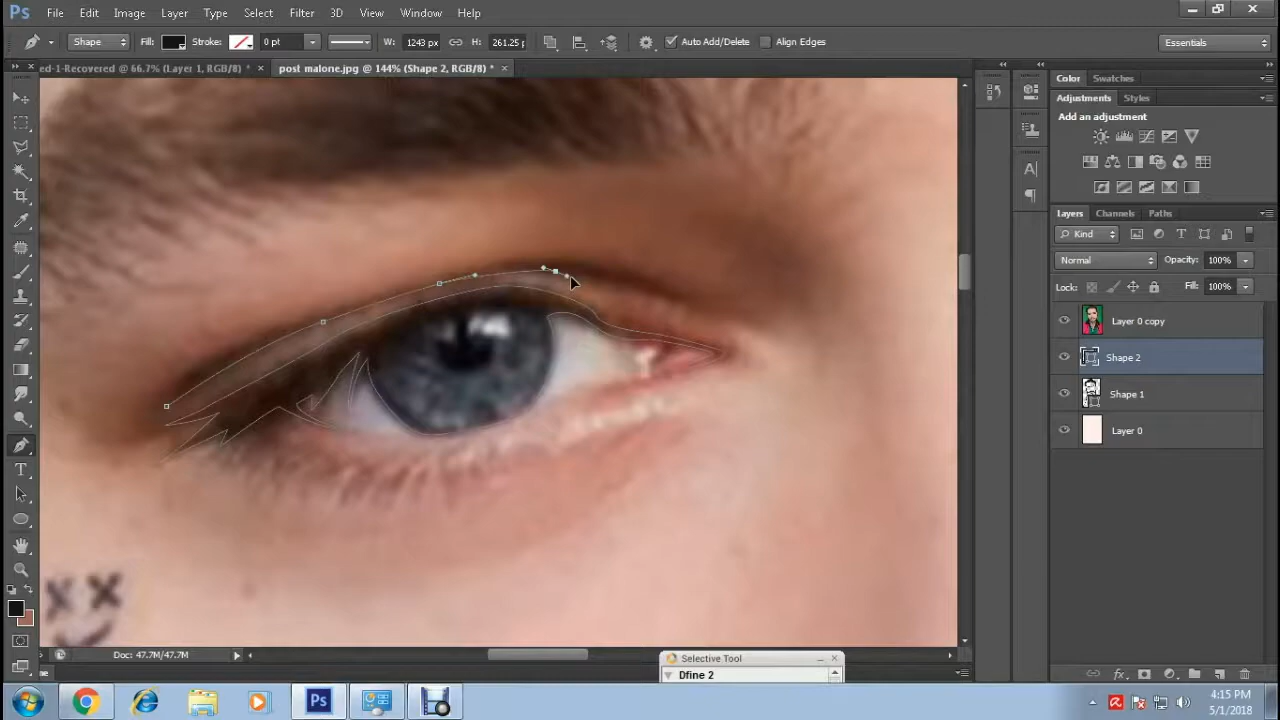 Ps File Edit Image Layer Type Select Filter 3D View Window Help
Shape Fill: Stroke: 0 pt W: 1243 px H: 261.25 p Auto Add/Delete Align Edges Essentials
ed-1-Recovered @ 66.7% (Layer 1, RGB/8) * × post malone.jpg @ 144% (Shape 2, RGB/8) * ×
Color Swatches
Adjustments Styles
Add an adjustment
Layers Channels Paths
Kind
Normal Opacity: 100%
Lock: Fill: 100%
Layer 0 copy
Shape 2
Shape 1
Layer 0
x x
Doc: 47.7M/47.7M
Selective Tool
Dfine 2
Ps
4:15 PM
5/1/2018